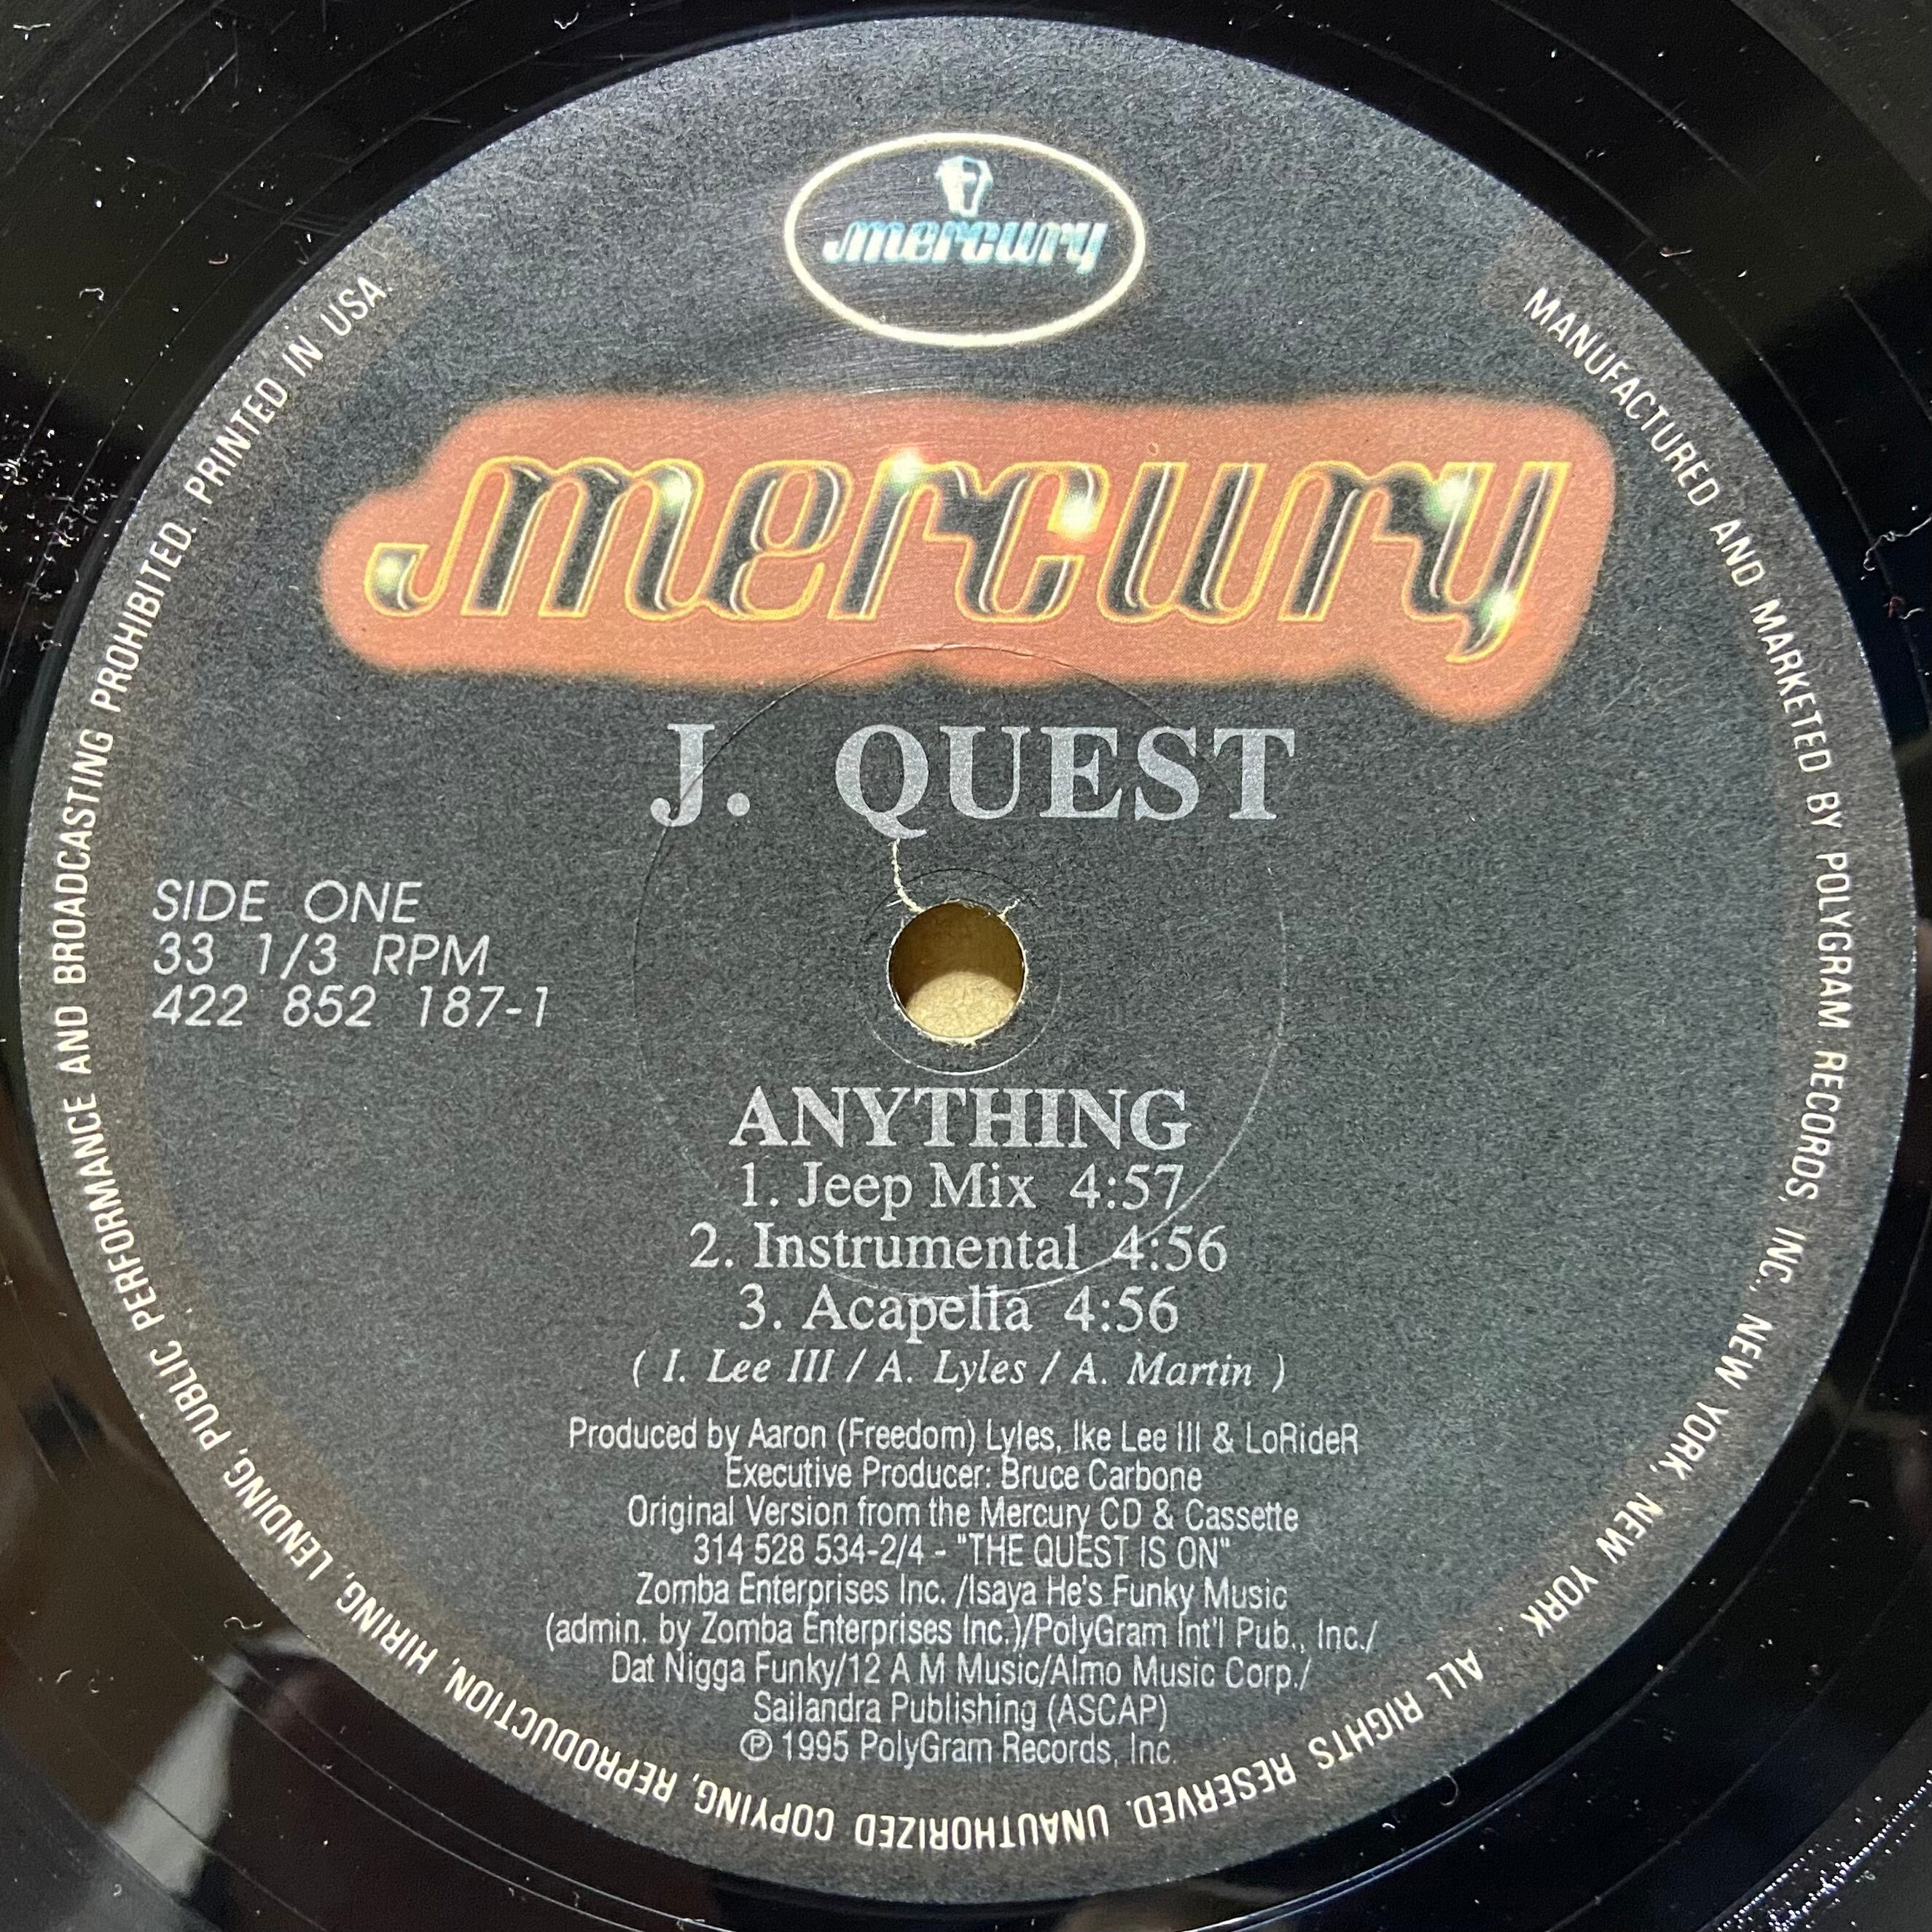 mercury
mercury
J. QUEST
SIDE ONE
33 1/3 RPM
422 852 187-1
ANYTHING
1. Jeep Mix 4:57
2. Instrumental 4:56
3. Acapella 4:56
( I. Lee III / A. Lyles / A. Martin )
Produced by Aaron (Freedom) Lyles, Ike Lee III & LoRideR
Executive Producer: Bruce Carbone
Original Version from the Mercury CD & Cassette
314 528 534-2/4 - "THE QUEST IS ON"
Zomba Enterprises Inc. /Isaya He's Funky Music
(admin. by Zomba Enterprises Inc.)/PolyGram Int'l Pub., Inc./
Dat Nigga Funky/12 A M Music/Almo Music Corp./
Sailandra Publishing (ASCAP)
℗ 1995 PolyGram Records, Inc.
MANUFACTURED AND MARKETED BY POLYGRAM RECORDS, INC., NEW YORK, NEW YORK ALL RIGHTS RESERVED. UNAUTHORIZED COPYING, REPRODUCTION, HIRING, LENDING, PUBLIC PERFORMANCE AND BROADCASTING PROHIBITED. PRINTED IN USA